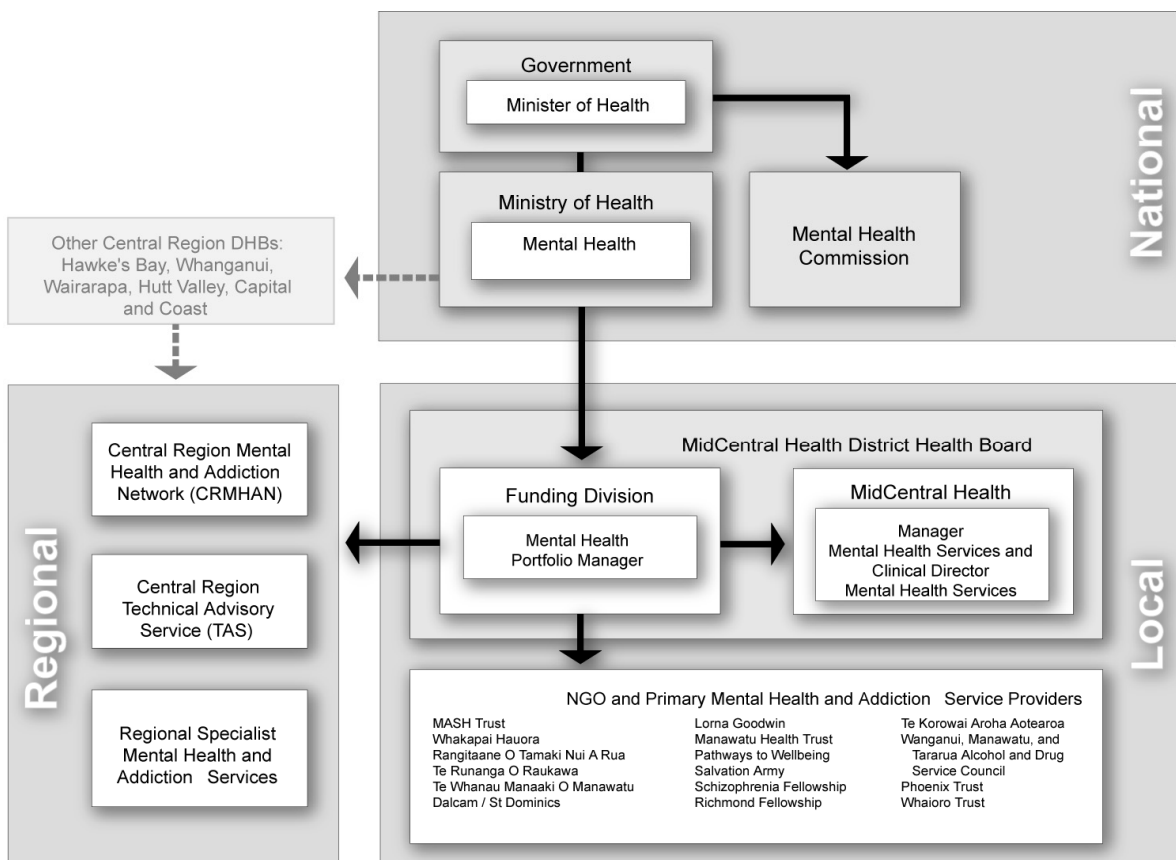 National
Government
Minister of Health
Ministry of Health
Mental Health
Mental Health
Commission
Other Central Region DHBs:
Hawke's Bay, Whanganui,
Wairarapa, Hutt Valley, Capital
and Coast
Regional
Central Region Mental
Health and Addiction
Network (CRMHAN)
Central Region
Technical Advisory
Service (TAS)
Regional Specialist
Mental Health and
Addiction Services
Local
MidCentral Health District Health Board
Funding Division
Mental Health
Portfolio Manager
MidCentral Health
Manager
Mental Health Services and
Clinical Director
Mental Health Services
NGO and Primary Mental Health and Addiction Service Providers
MASH Trust
Whakapai Hauora
Rangitaane O Tamaki Nui A Rua
Te Runanga O Raukawa
Te Whanau Manaaki O Manawatu
Dalcam / St Dominics
Lorna Goodwin
Manawatu Health Trust
Pathways to Wellbeing
Salvation Army
Schizophrenia Fellowship
Richmond Fellowship
Te Korowai Aroha Aotearoa
Wanganui, Manawatu, and
Tararua Alcohol and Drug
Service Council
Phoenix Trust
Whaioro Trust